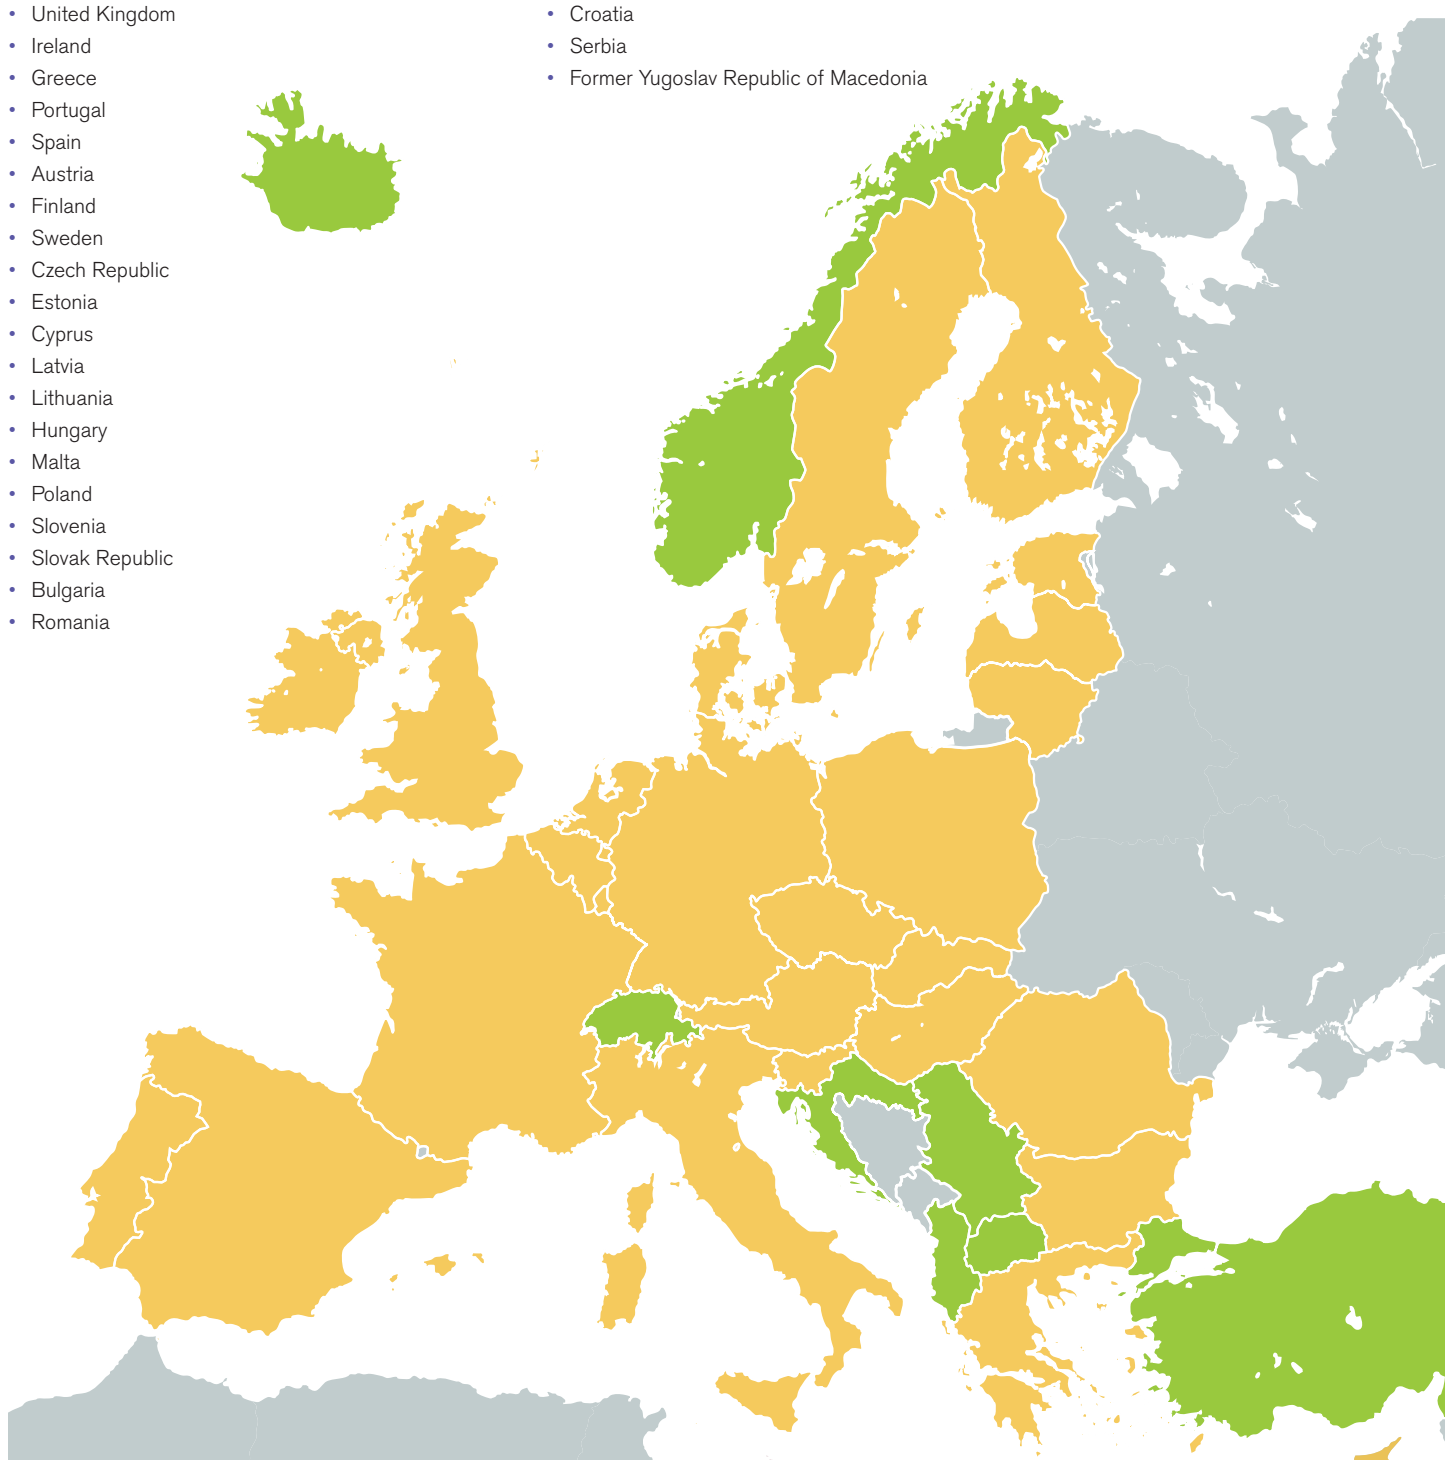 • United Kingdom
• Ireland
• Greece
• Portugal
• Spain
• Austria
• Finland
• Sweden
• Czech Republic
• Estonia
• Cyprus
• Latvia
• Lithuania
• Hungary
• Malta
• Poland
• Slovenia
• Slovak Republic
• Bulgaria
• Romania
• Croatia
• Serbia
• Former Yugoslav Republic of Macedonia